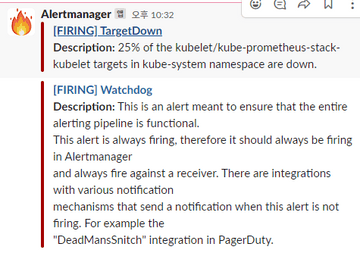 Alertmanager 앱 오후 10:32
[FIRING] TargetDown
Description: 25% of the kubelet/kube-prometheus-stack-
kubelet targets in kube-system namespace are down.
[FIRING] Watchdog
Description: This is an alert meant to ensure that the entire
alerting pipeline is functional.
This alert is always firing, therefore it should always be firing
in Alertmanager
and always fire against a receiver. There are integrations
with various notification
mechanisms that send a notification when this alert is not
firing. For example the
"DeadMansSnitch" integration in PagerDuty.